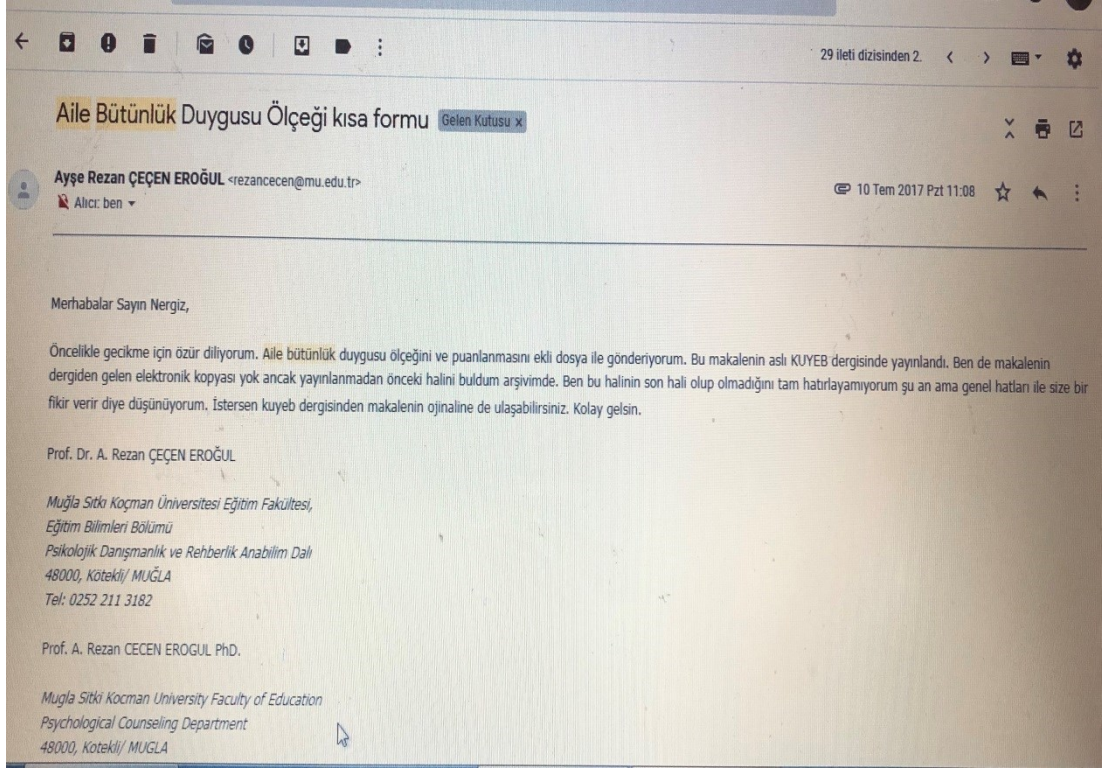 29 ileti dizisinden 2.
Aile Bütünlük Duygusu Ölçeği kısa formu Gelen Kutusu x
Ayşe Rezan ÇEÇEN EROĞUL <rezancecen@mu.edu.tr>
10 Tem 2017 Pzt 11:08
Alıcı: ben
Merhabalar Sayın Nergiz,
Öncelikle gecikme için özür diliyorum. Aile bütünlük duygusu ölçeğini ve puanlanmasını ekli dosya ile gönderiyorum. Bu makalenin aslı KUYEB dergisinde yayınlandı. Ben de makalenin
dergiden gelen elektronik kopyası yok ancak yayınlanmadan önceki halini buldum arşivimde. Ben bu halinin son hali olup olmadığını tam hatırlayamıyorum şu an ama genel hatları ile size bir
fikir verir diye düşünüyorum. İstersen kuyeb dergisinden makalenin ojinaline de ulaşabilirsiniz. Kolay gelsin.
Prof. Dr. A. Rezan ÇEÇEN EROĞUL
Muğla Sıtkı Koçman Üniversitesi Eğitim Fakültesi,
Eğitim Bilimleri Bölümü
Psikolojik Danışmanlık ve Rehberlik Anabilim Dalı
48000, Kötekli/ MUĞLA
Tel: 0252 211 3182
Prof. A. Rezan CECEN EROGUL PhD.
Mugla Sitki Kocman University Faculty of Education
Psychological Counseling Department
48000, Kotekli/ MUGLA